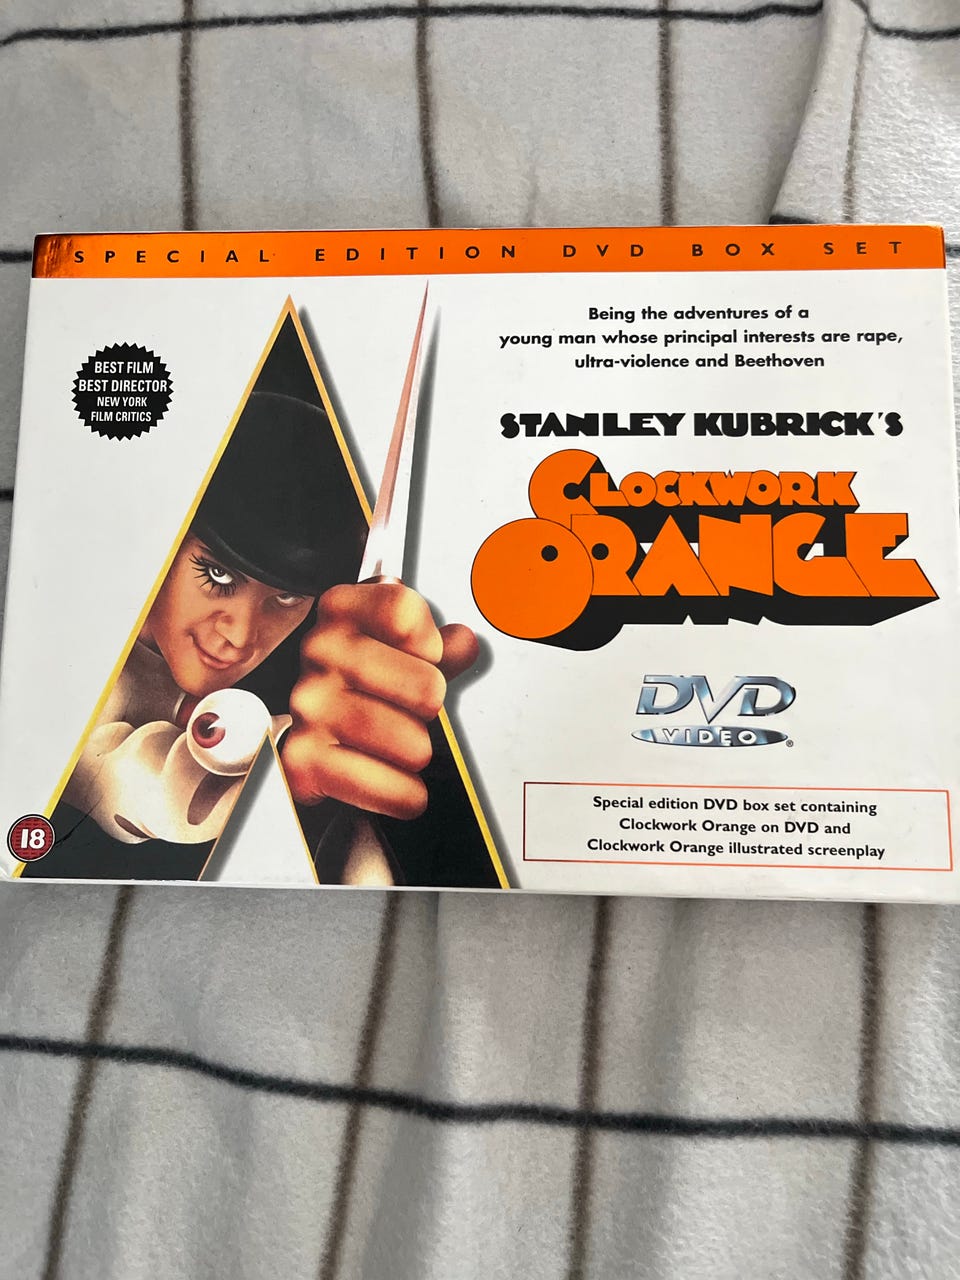 SPECIAL EDITION DVD BOX SET
BEST FILM
BEST DIRECTOR
NEW YORK
FILM CRITICS
Being the adventures of a
young man whose principal interests are rape,
ultra-violence and Beethoven
STANLEY KUBRICK'S
CLOCKWORK
ORANGE
DVD
VIDEO®
Special edition DVD box set containing
Clockwork Orange on DVD and
Clockwork Orange illustrated screenplay
18